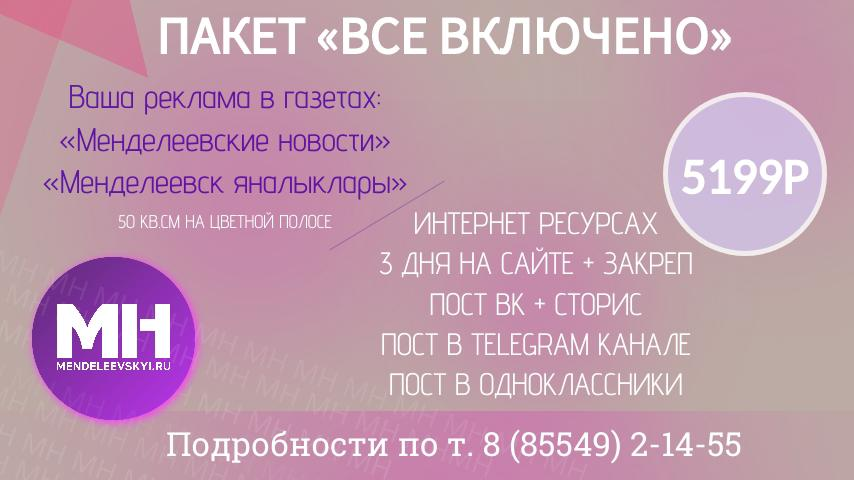 ПАКЕТ «ВСЕ ВКЛЮЧЕНО»
Ваша реклама в газетах:
«Менделеевские новости»
«Менделеевск яңалыклары»
50 КВ.СМ НА ЦВЕТНОЙ ПОЛОСЕ
5199Р
ИНТЕРНЕТ РЕСУРСАХ
3 ДНЯ НА САЙТЕ + ЗАКРЕП
ПОСТ ВК + СТОРИС
ПОСТ В TELEGRAM КАНАЛЕ
ПОСТ В ОДНОКЛАССНИКИ
МН
MENDELEEVSKYI.RU
Подробности по т. 8 (85549) 2-14-55